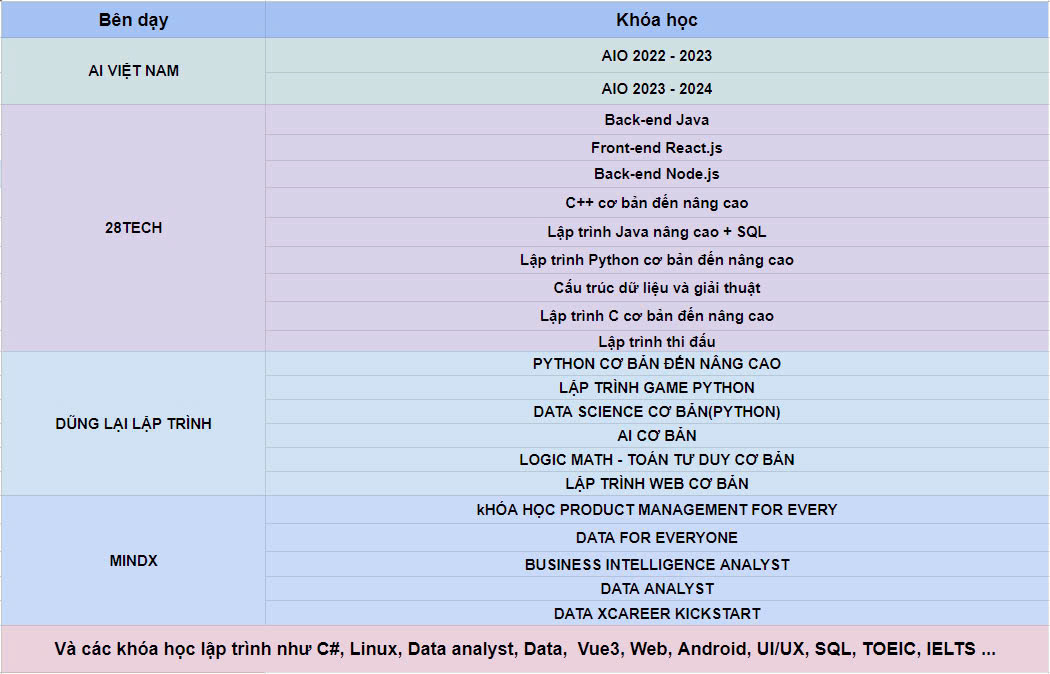 Bên dạy
Khóa học
AI VIỆT NAM
AIO 2022 - 2023
AIO 2023 - 2024
28TECH
Back-end Java
Front-end React.js
Back-end Node.js
C++ cơ bản đến nâng cao
Lập trình Java nâng cao + SQL
Lập trình Python cơ bản đến nâng cao
Cấu trúc dữ liệu và giải thuật
Lập trình C cơ bản đến nâng cao
Lập trình thi đấu
DŨNG LẠI LẬP TRÌNH
PYTHON CƠ BẢN ĐẾN NÂNG CAO
LẬP TRÌNH GAME PYTHON
DATA SCIENCE CƠ BẢN(PYTHON)
AI CƠ BẢN
LOGIC MATH - TOÁN TƯ DUY CƠ BẢN
LẬP TRÌNH WEB CƠ BẢN
MINDX
kHÓA HỌC PRODUCT MANAGEMENT FOR EVERY
DATA FOR EVERYONE
BUSINESS INTELLIGENCE ANALYST
DATA ANALYST
DATA XCAREER KICKSTART
Và các khóa học lập trình như C#, Linux, Data analyst, Data, Vue3, Web, Android, UI/UX, SQL, TOEIC, IELTS ...